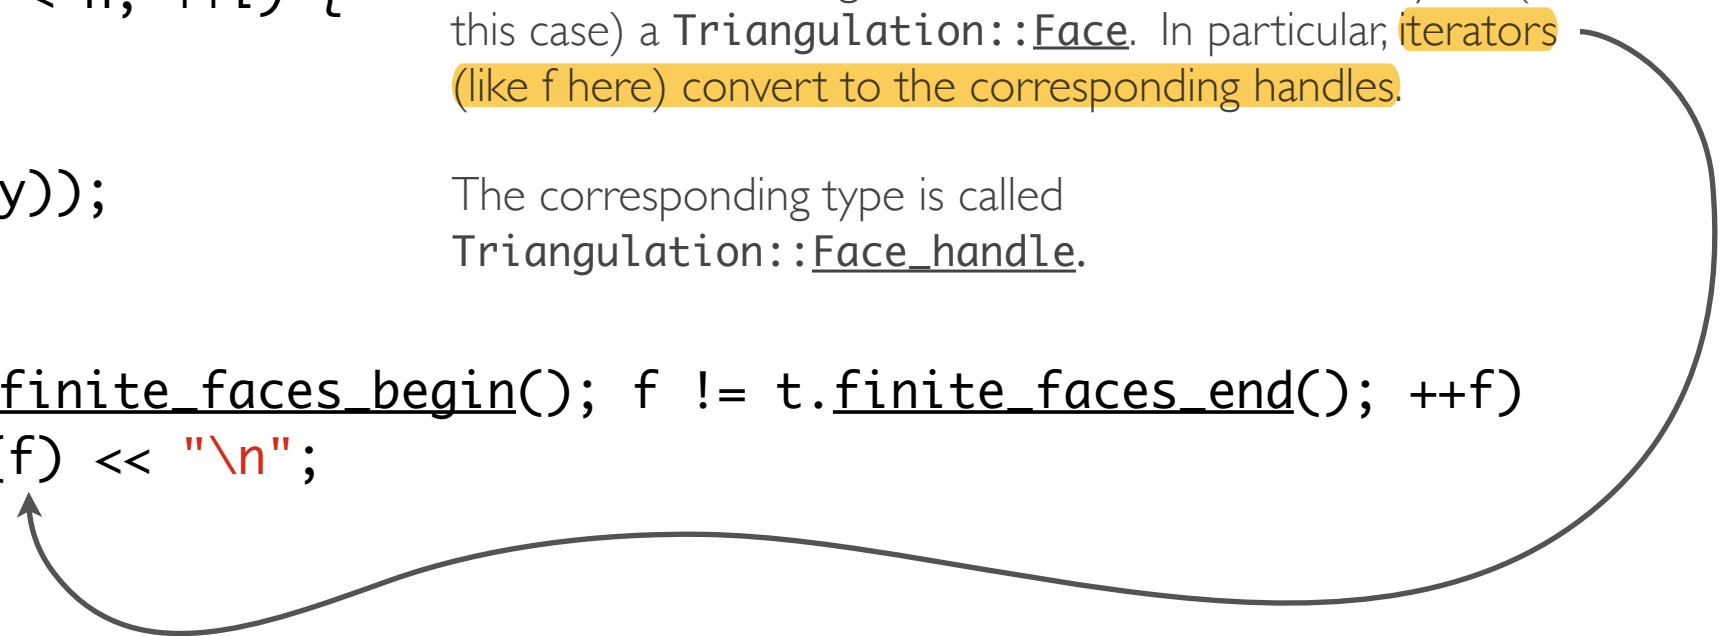 < n; ++i) {
this case) a Triangulation::Face. In particular, iterators
(like f here) convert to the corresponding handles.
y));
The corresponding type is called
Triangulation::Face_handle.
finite_faces_begin(); f != t.finite_faces_end(); ++f)
(f) << "\n";